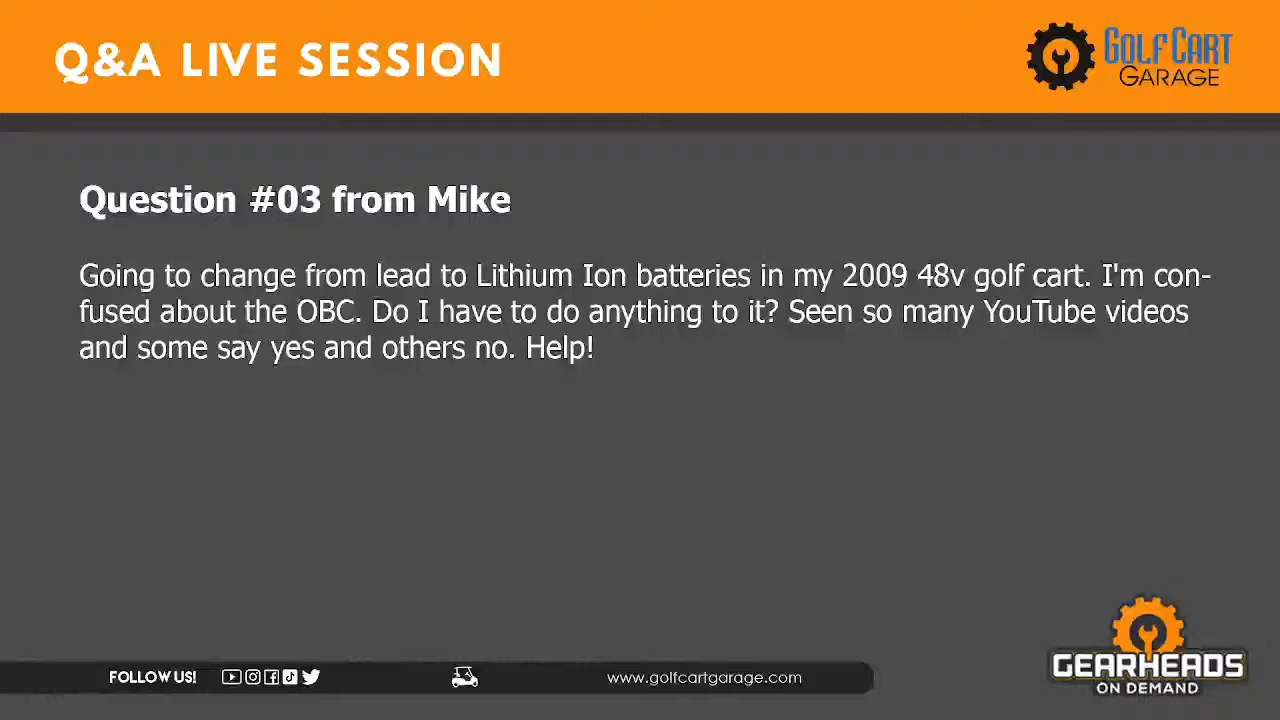 Q&A LIVE SESSION
GOLF CART
GARAGE
Question #03 from Mike
Going to change from lead to Lithium Ion batteries in my 2009 48v golf cart. I'm con-
fused about the OBC. Do I have to do anything to it? Seen so many YouTube videos
and some say yes and others no. Help!
GEARHEADS
ON DEMAND
FOLLOW US!
www.golfcartgarage.com